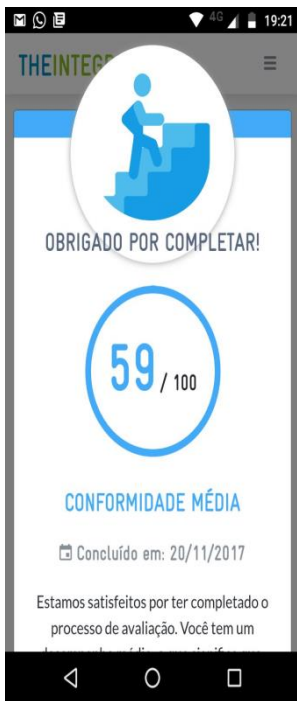 4G 19:21
THEINTEG
OBRIGADO POR COMPLETAR!
59 / 100
CONFORMIDADE MÉDIA
Concluído em: 20/11/2017
Estamos satisfeitos por ter completado o
processo de avaliação. Você tem um